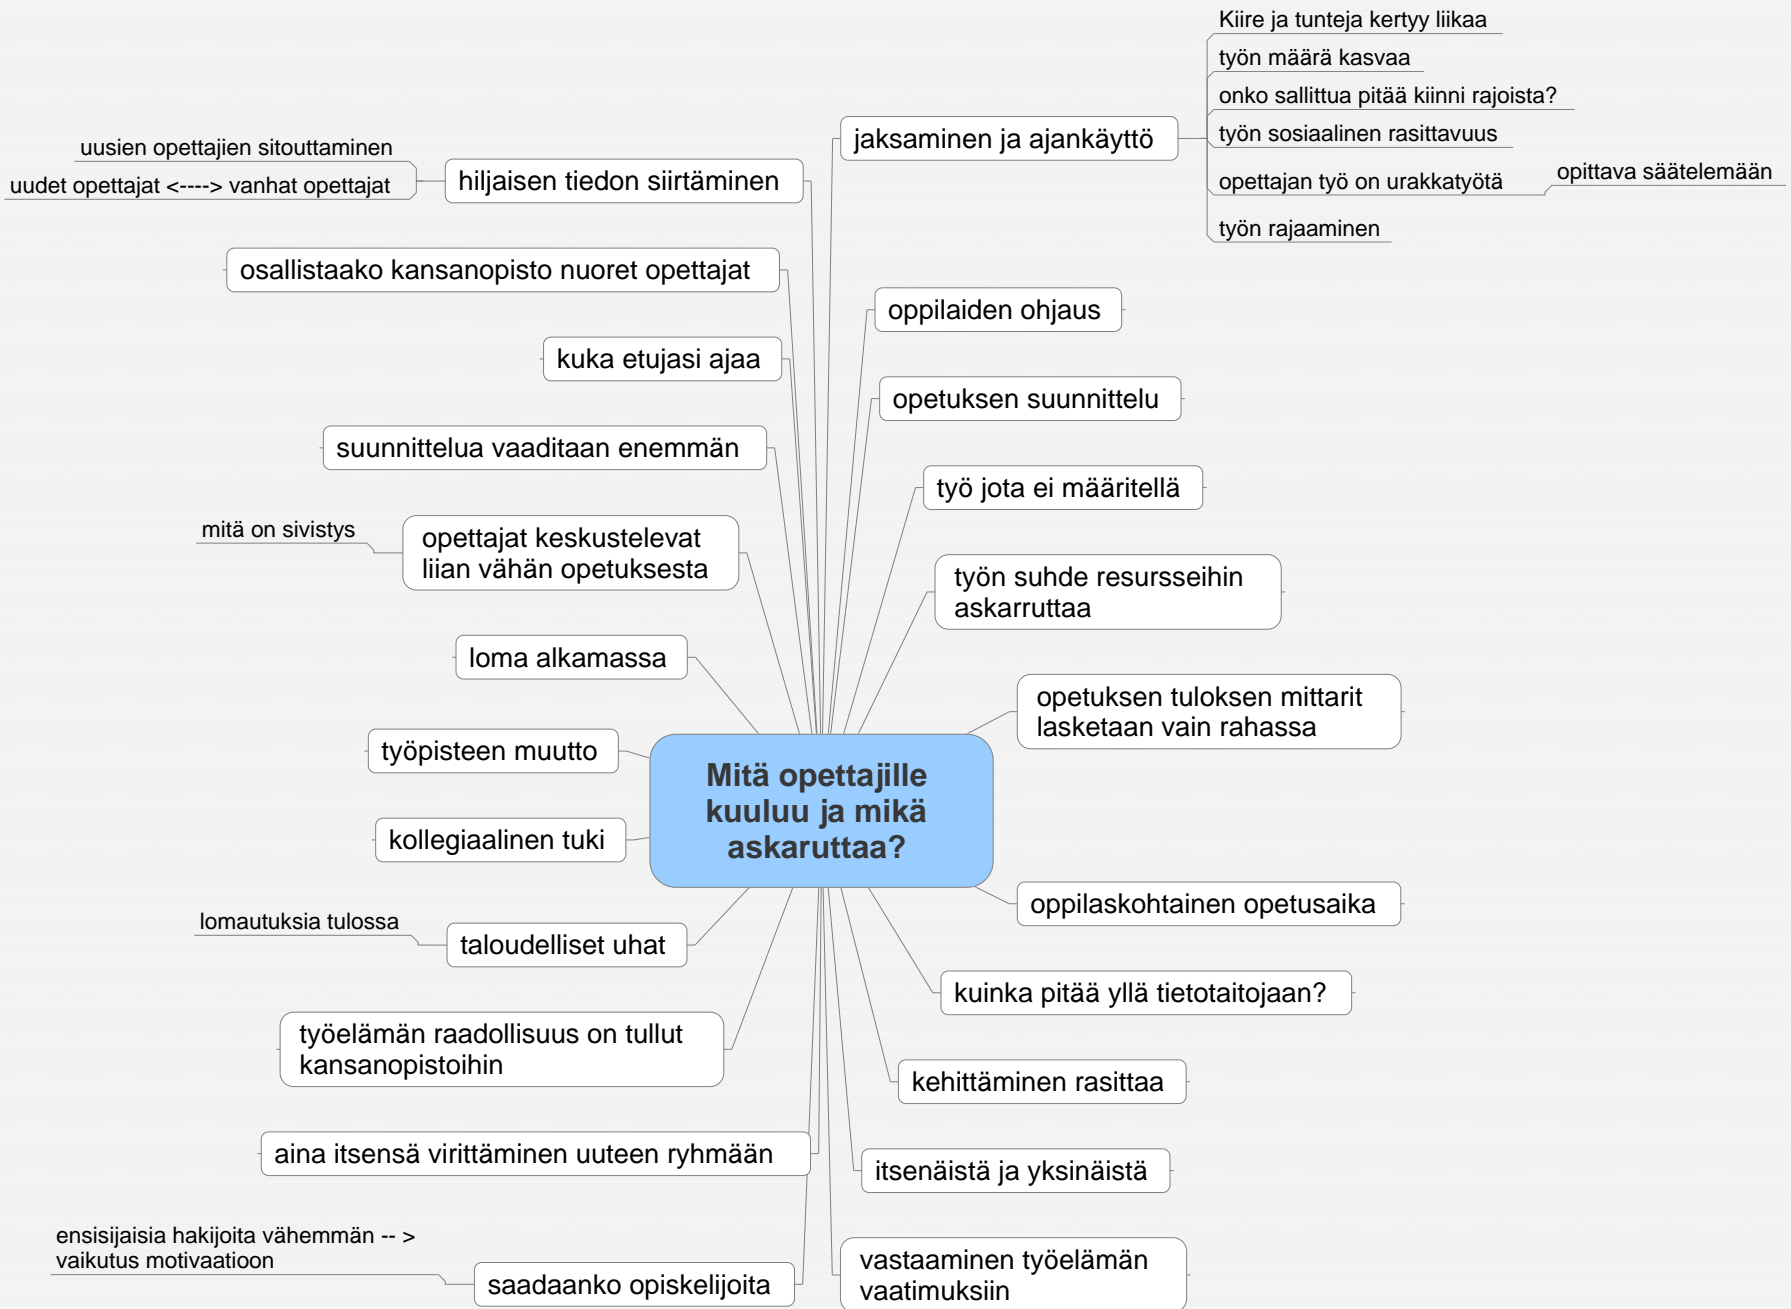 Kiire ja tunteja kertyy liikaa
työn määrä kasvaa
onko sallittua pitää kiinni rajoista?
jaksaminen ja ajankäyttö
työn sosiaalinen rasittavuus
opettajan työ on urakkatyötä
opittava säätelemään
työn rajaaminen
uusien opettajien sitouttaminen
uudet opettajat <----> vanhat opettajat
hiljaisen tiedon siirtäminen
osallistaako kansanopisto nuoret opettajat
oppilaiden ohjaus
kuka etujasi ajaa
opetuksen suunnittelu
suunnittelua vaaditaan enemmän
työ jota ei määritellä
mitä on sivistys
opettajat keskustelevat
liian vähän opetuksesta
työn suhde resursseihin
askarruttaa
loma alkamassa
opetuksen tuloksen mittarit
lasketaan vain rahassa
työpisteen muutto
Mitä opettajille
kuuluu ja mikä
askaruttaa?
kollegiaalinen tuki
oppilaskohtainen opetusaika
lomautuksia tulossa
taloudelliset uhat
kuinka pitää yllä tietotaitojaan?
työelämän raadollisuus on tullut
kansanopistoihin
kehittäminen rasittaa
aina itsensä virittäminen uuteen ryhmään
itsenäistä ja yksinäistä
ensisijaisia hakijoita vähemmän -- >
vaikutus motivaatioon
saadaanko opiskelijoita
vastaaminen työelämän
vaatimuksiin